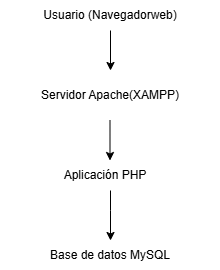 Usuario (Navegadorweb)
Servidor Apache(XAMPP)
Aplicación PHP
Base de datos MySQL